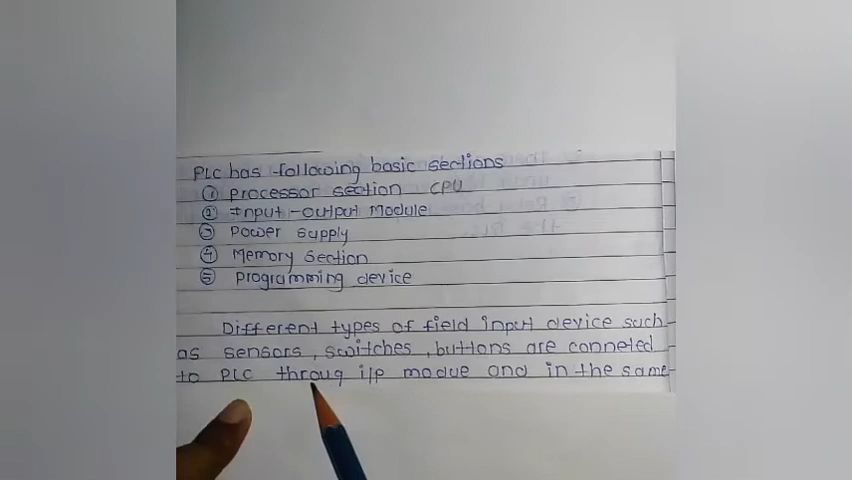 PLC has following basic sections
① processor section CPU
② Input-output Module
③ Power supply
④ Memory section
⑤ programming device
Different types of field input device such
as sensors, switches, buttons are conneted
to PLC throug i/p modue and in the same